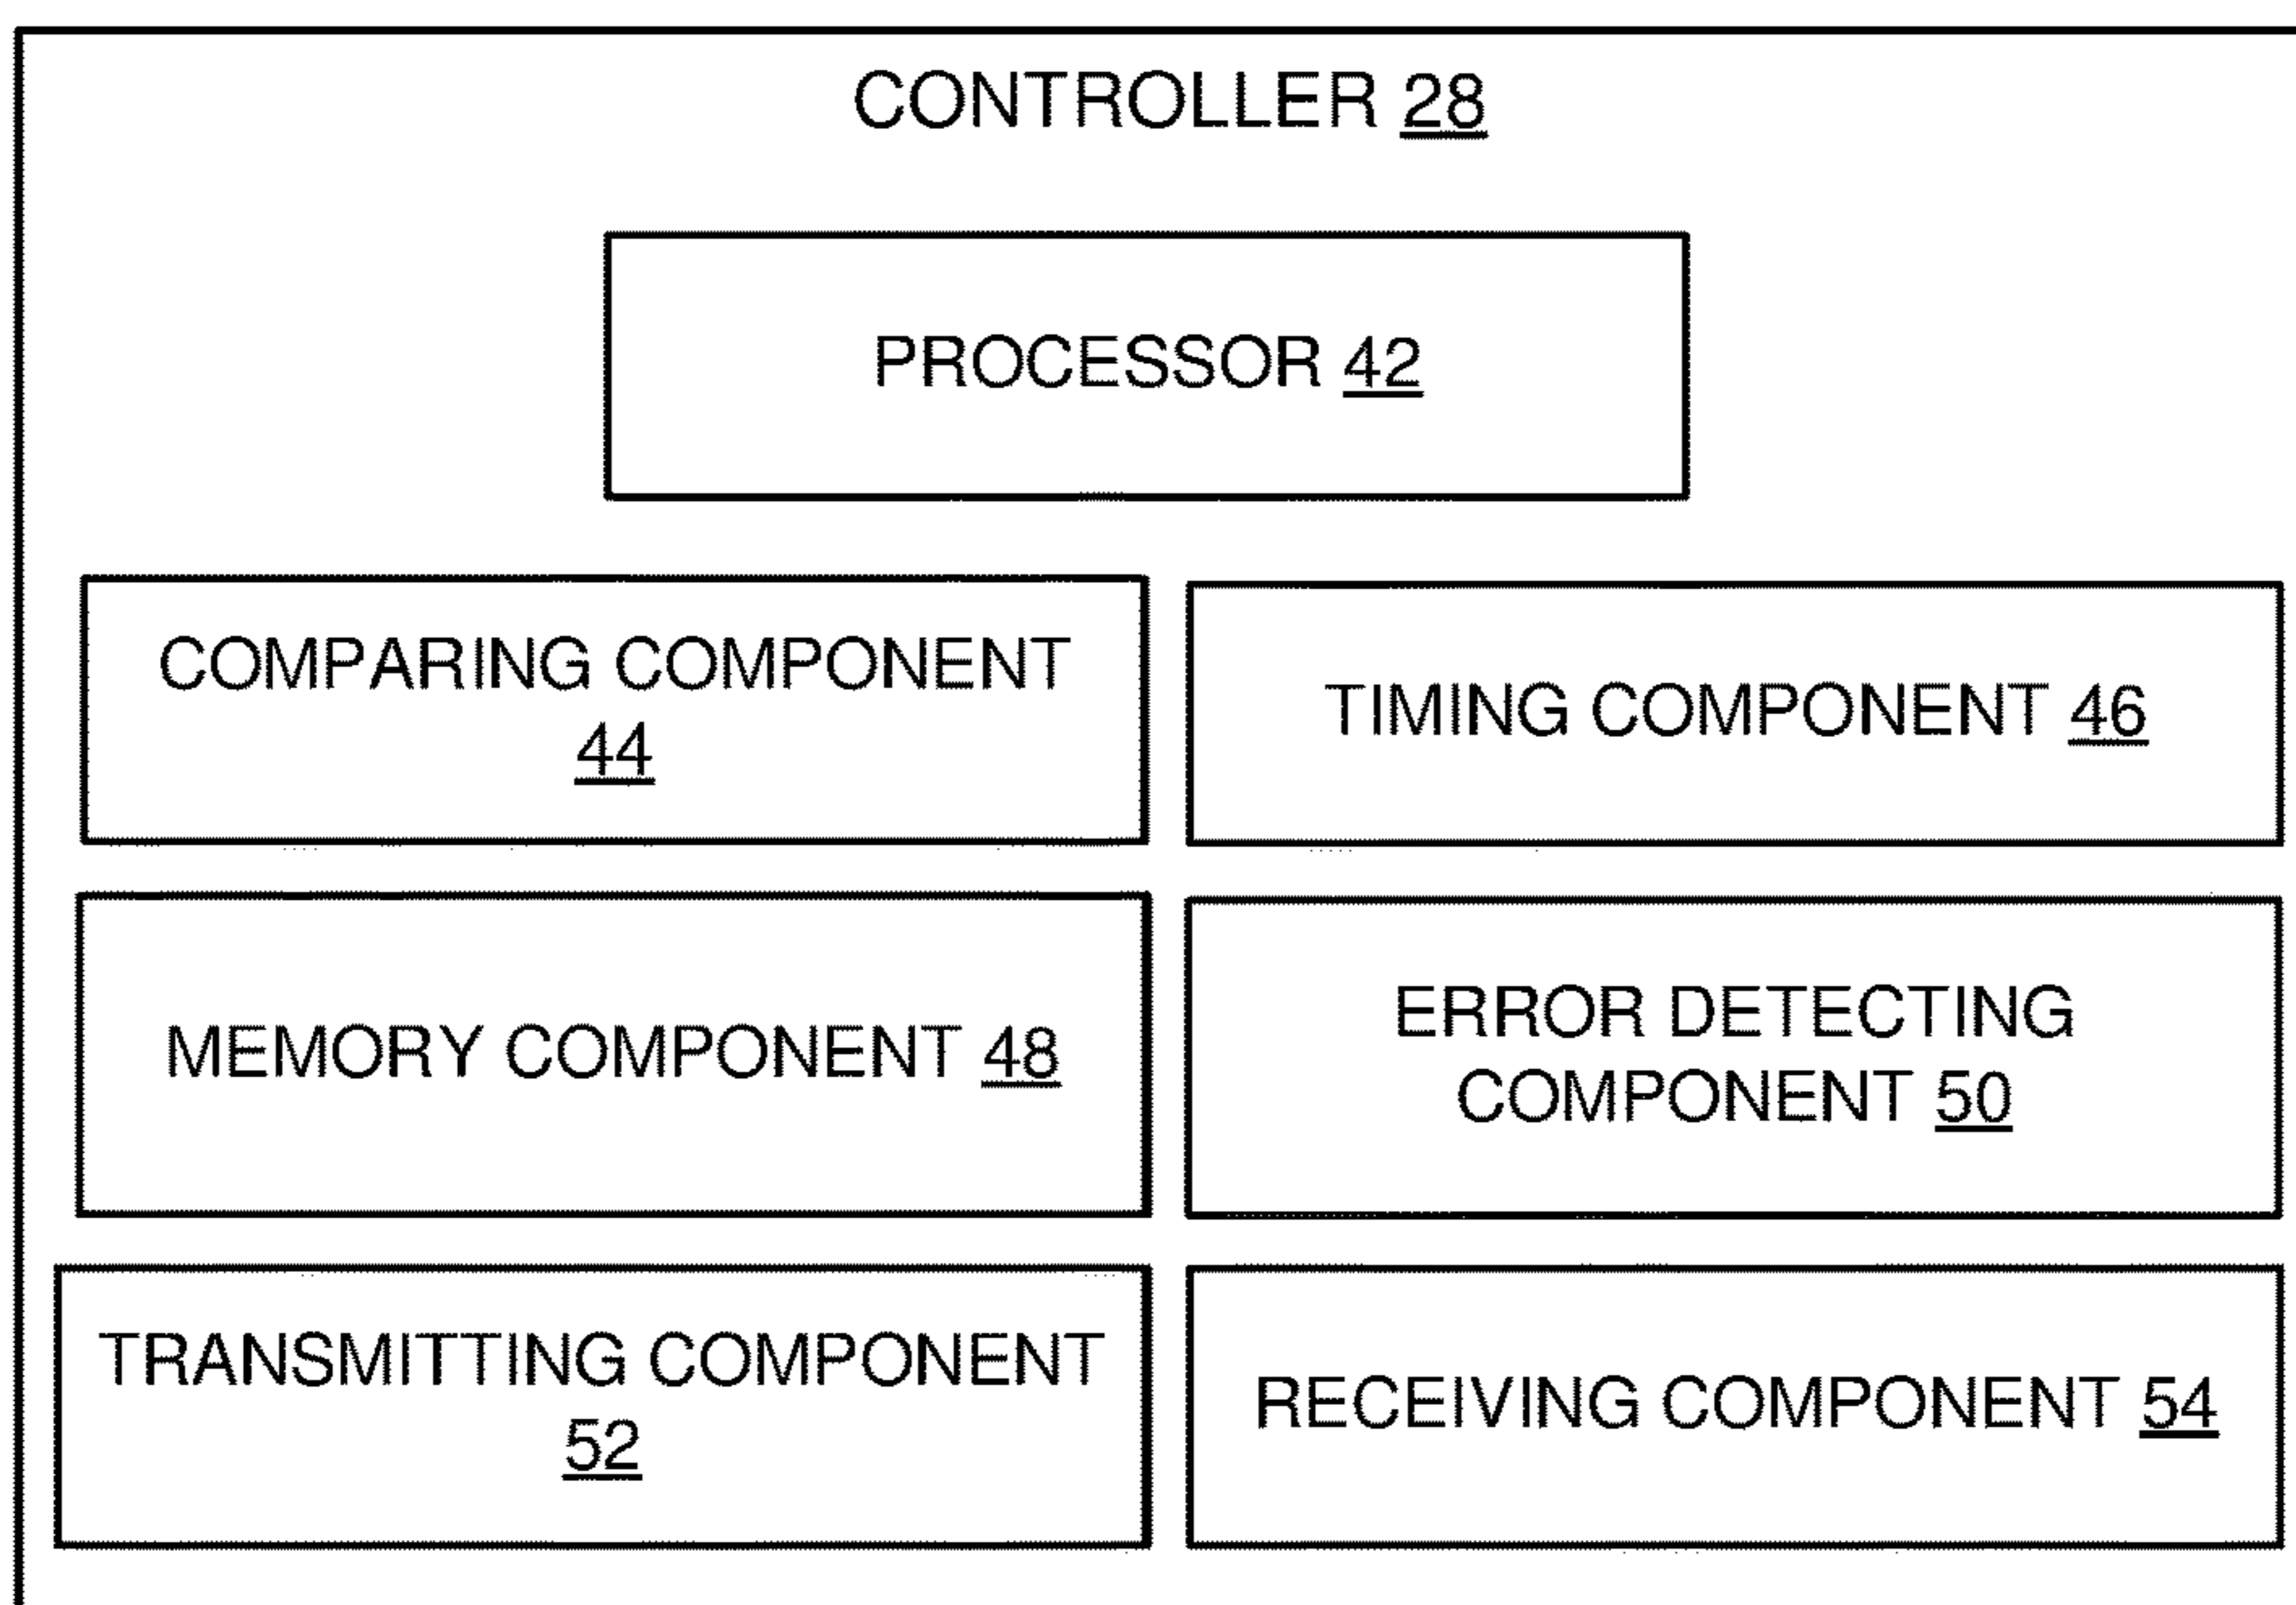 CONTROLLER 28
PROCESSOR 42
COMPARING COMPONENT
44
TIMING COMPONENT 46
MEMORY COMPONENT 48
ERROR DETECTING
COMPONENT 50
TRANSMITTING COMPONENT
52
RECEIVING COMPONENT 54